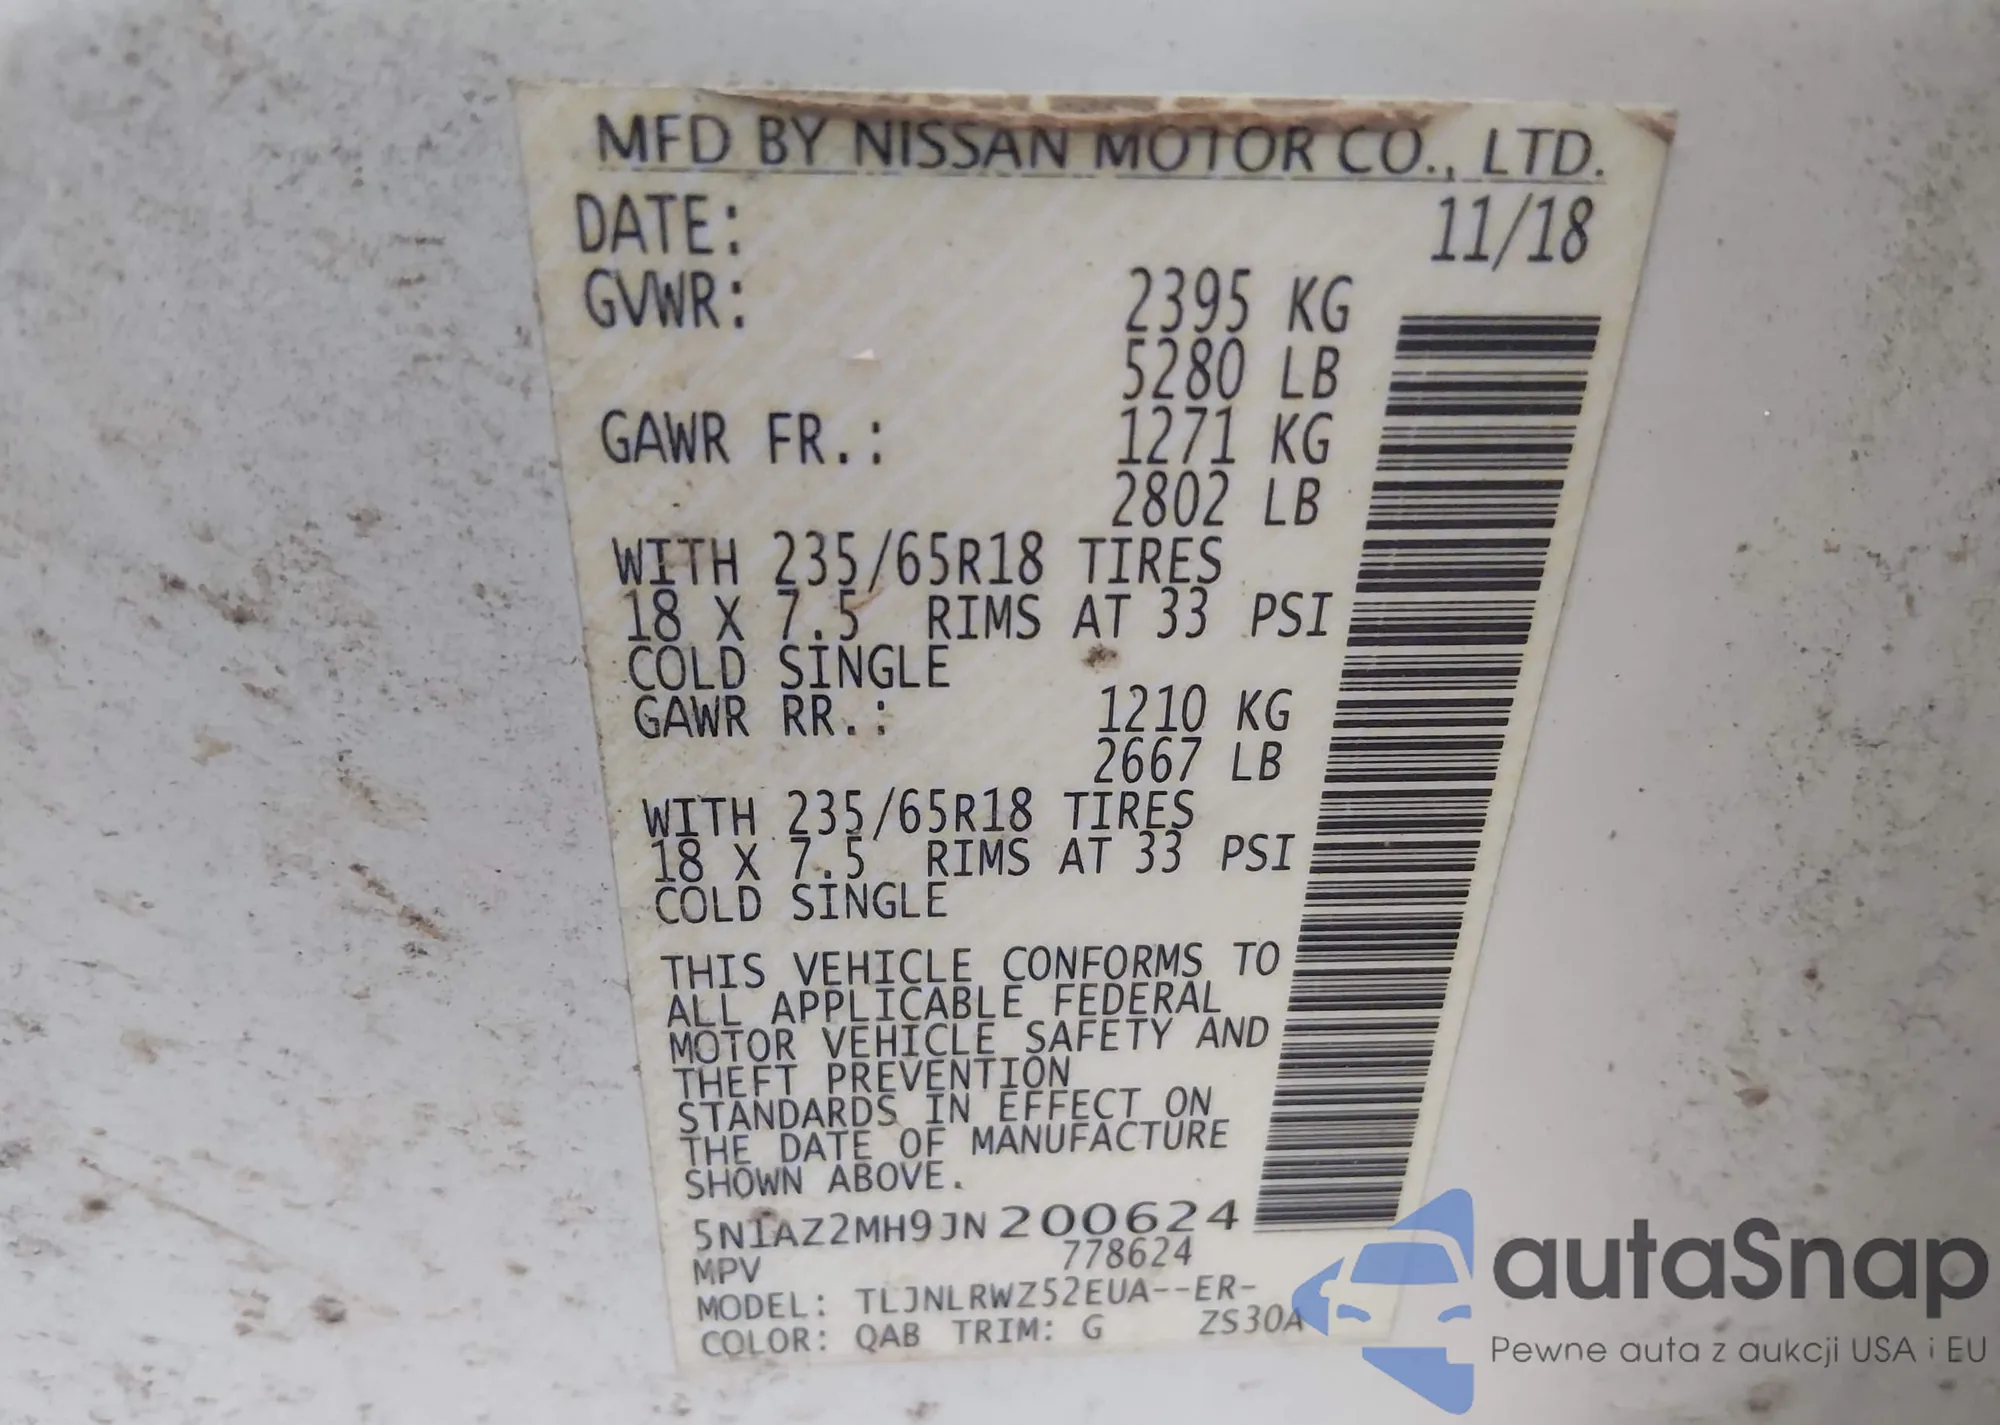 MFD BY NISSAN MOTOR CO., LTD.
DATE: 11/18
GVWR: 2395 KG
5280 LB
GAWR FR.: 1271 KG
2802 LB
WITH 235/65R18 TIRES
18 X 7.5 RIMS AT 33 PSI
COLD SINGLE
GAWR RR.: 1210 KG
2667 LB
WITH 235/65R18 TIRES
18 X 7.5 RIMS AT 33 PSI
COLD SINGLE
THIS VEHICLE CONFORMS TO
ALL APPLICABLE FEDERAL
MOTOR VEHICLE SAFETY AND
THEFT PREVENTION
STANDARDS IN EFFECT ON
THE DATE OF MANUFACTURE
SHOWN ABOVE.
5N1AZ2MH9JN200624
MPV 778624
MODEL: TLJNLRWZ52EUA--ER-
COLOR: QAB TRIM: G ZS30A
autaSnap
Pewne auta z aukcji USA i EU